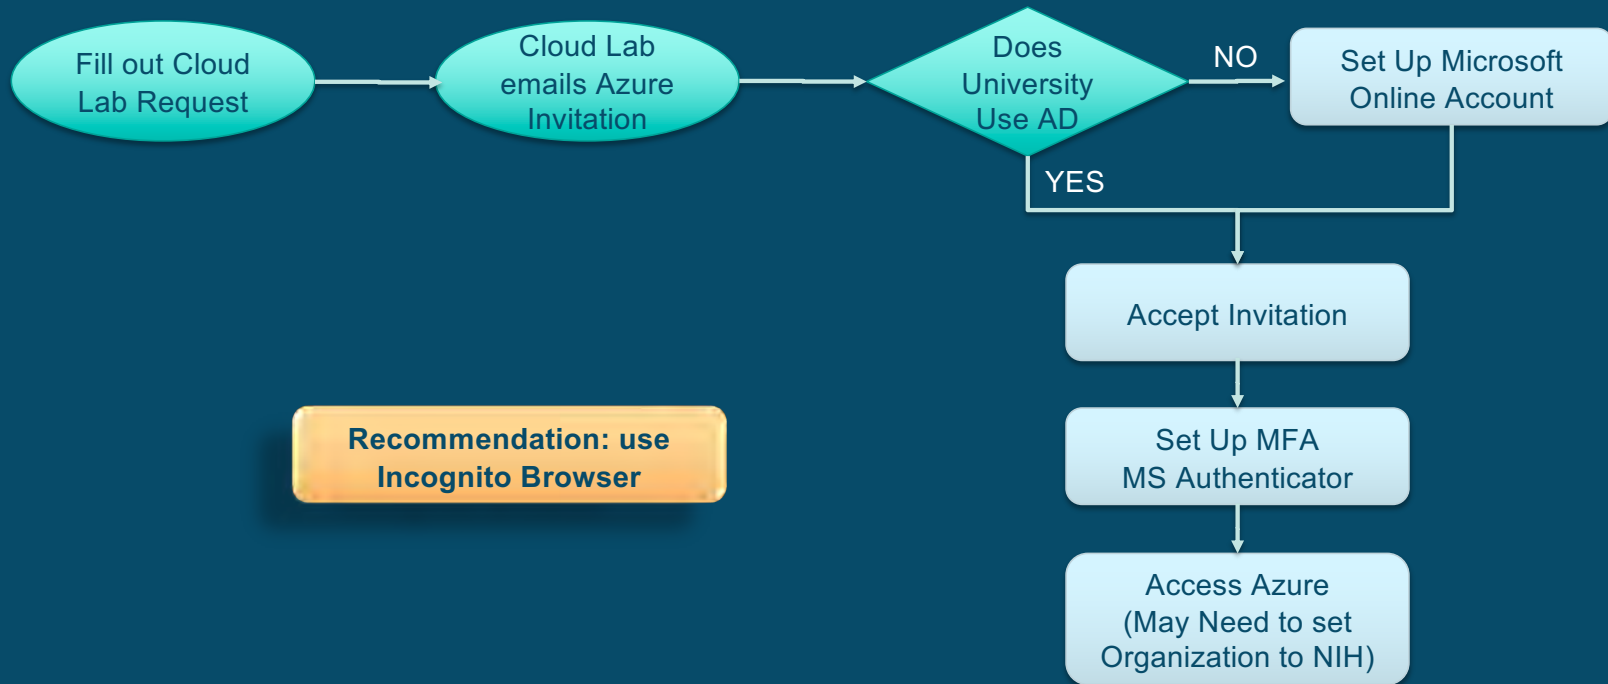 Fill out Cloud
Lab Request
Cloud Lab
emails Azure
Invitation
Does
University
Use AD
NO
Set Up Microsoft
Online Account
YES
Accept Invitation
Recommendation: use
Incognito Browser
Set Up MFA
MS Authenticator
Access Azure
(May Need to set
Organization to NIH)